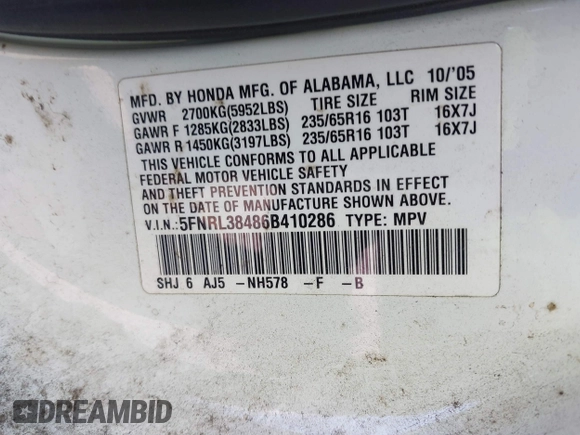 MFD. BY HONDA MFG. OF ALABAMA, LLC 10/'05
GVWR 2700KG(5952LBS) TIRE SIZE RIM SIZE
GAWR F 1285KG(2833LBS) 235/65R16 103T 16X7J
GAWR R 1450KG(3197LBS) 235/65R16 103T 16X7J
THIS VEHICLE CONFORMS TO ALL APPLICABLE
FEDERAL MOTOR VEHICLE SAFETY
AND THEFT PREVENTION STANDARDS IN EFFECT
ON THE DATE OF MANUFACTURE SHOWN ABOVE.
V.I.N.:5FNRL38486B410286 TYPE: MPV
SHJ 6 AJ5 -NH578 -F -B
DREAMBID